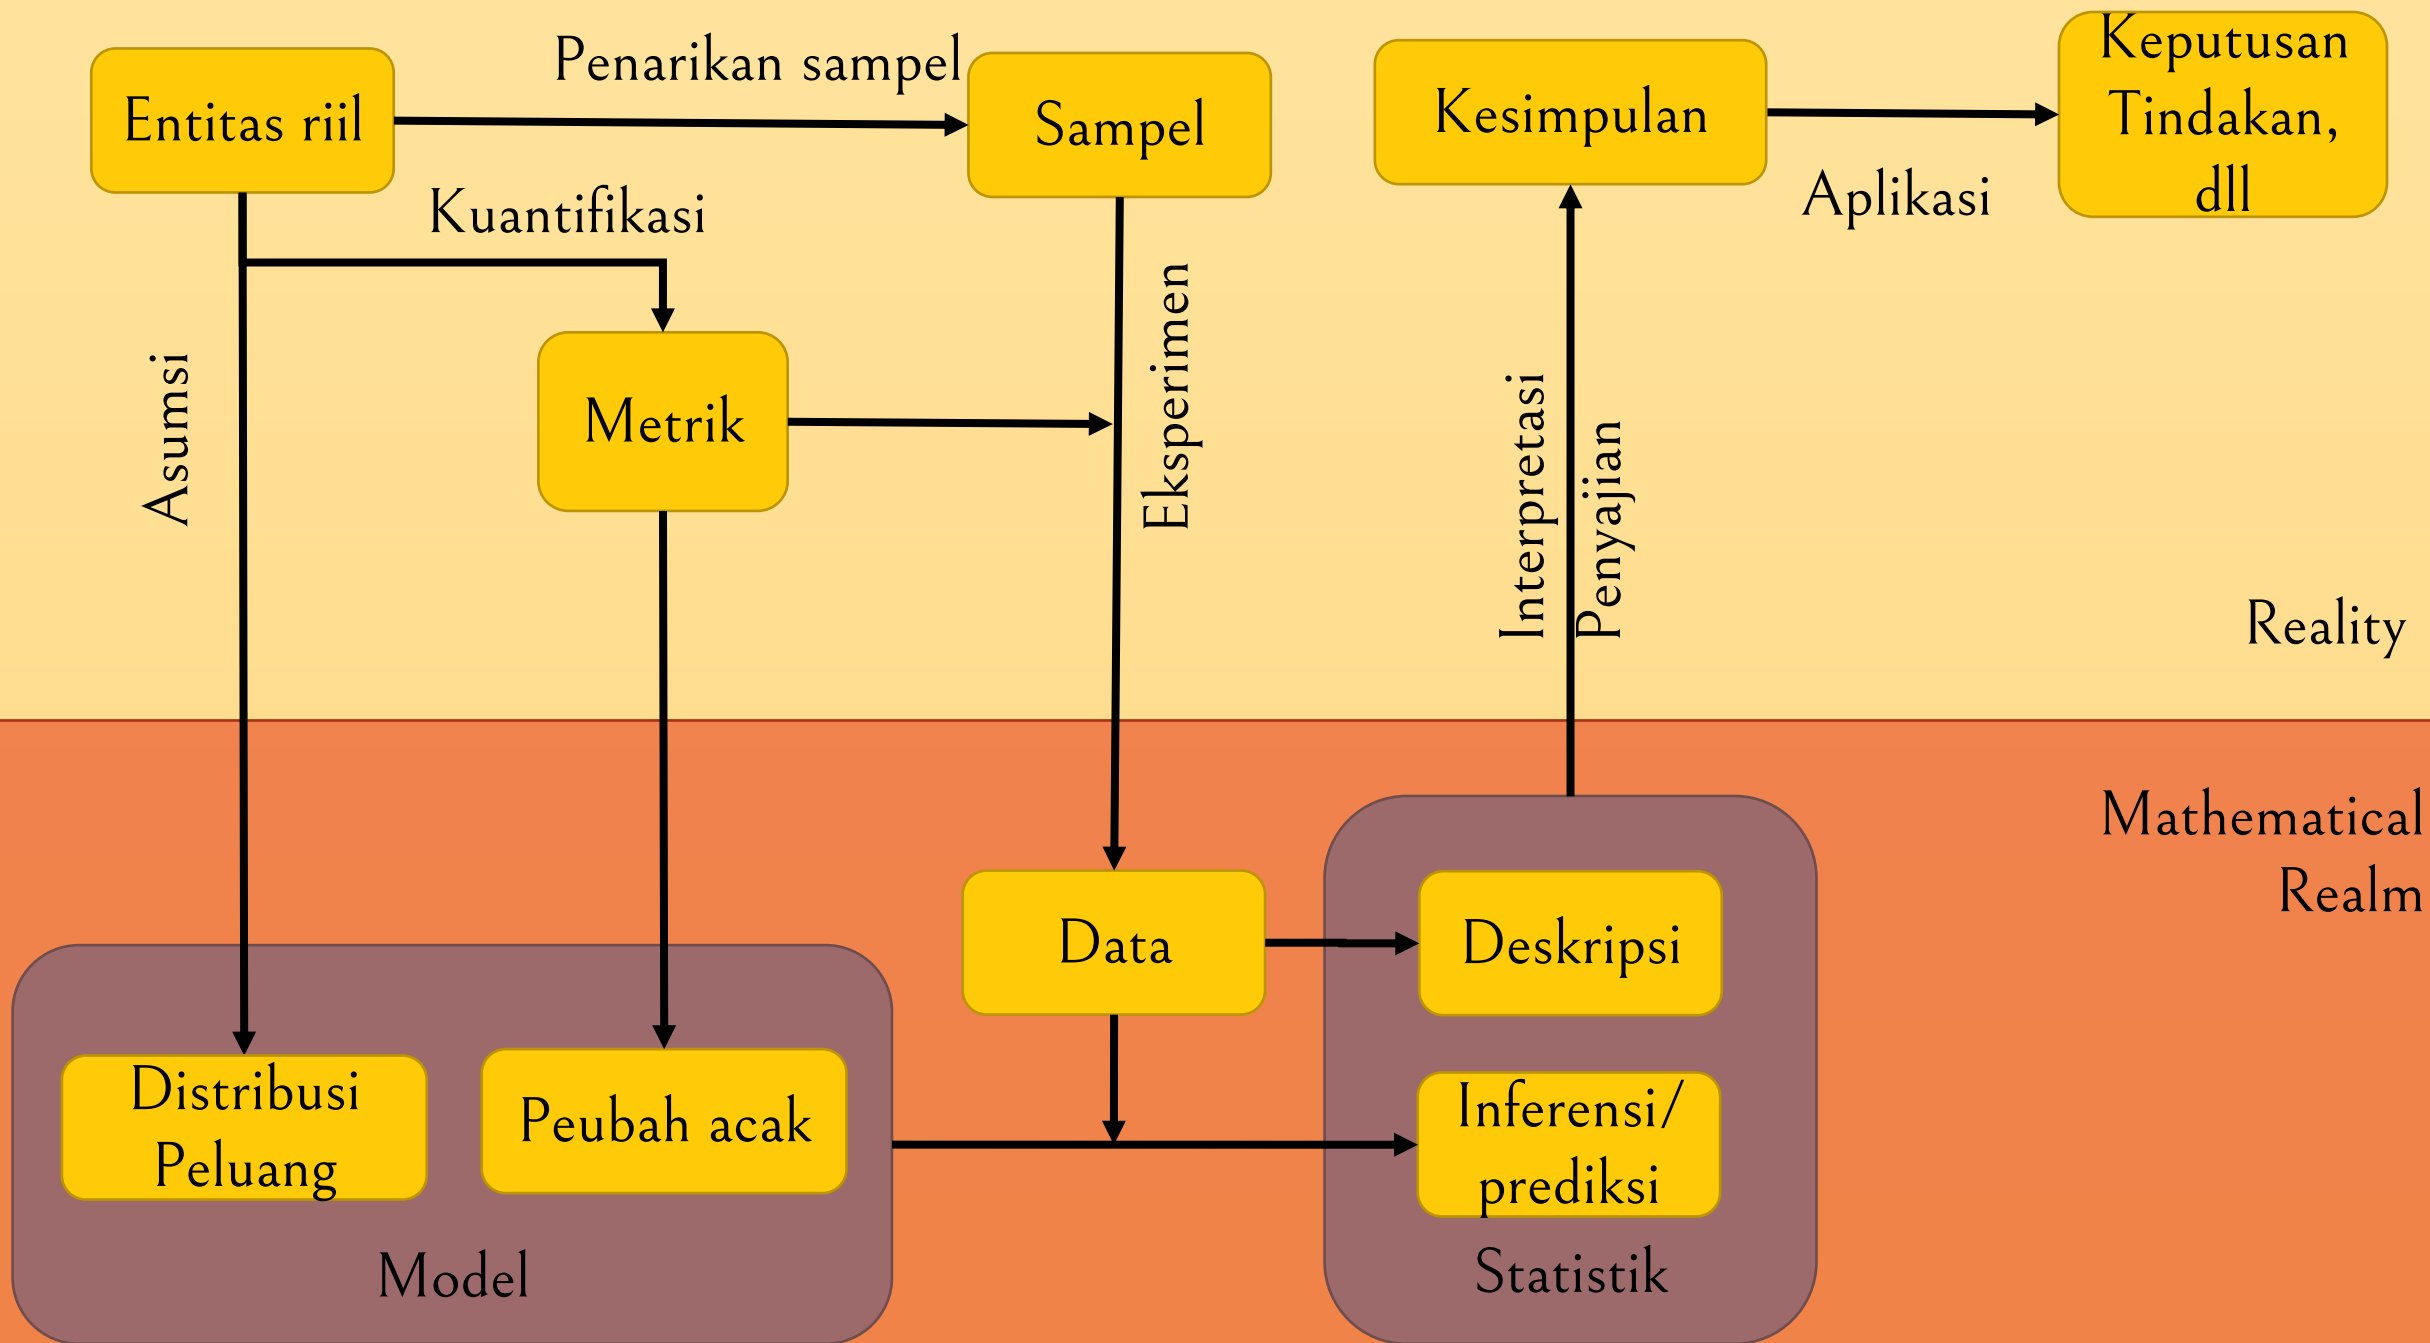 Entitas riil
Penarikan sampel
Sampel
Kesimpulan
Keputusan
Tindakan,
dll
Aplikasi
Kuantifikasi
Asumsi
Metrik
Eksperimen
Interpretasi
Penyajian
Reality
Mathematical
Realm
Data
Deskripsi
Distribusi
Peluang
Peubah acak
Inferensi/
prediksi
Model
Statistik